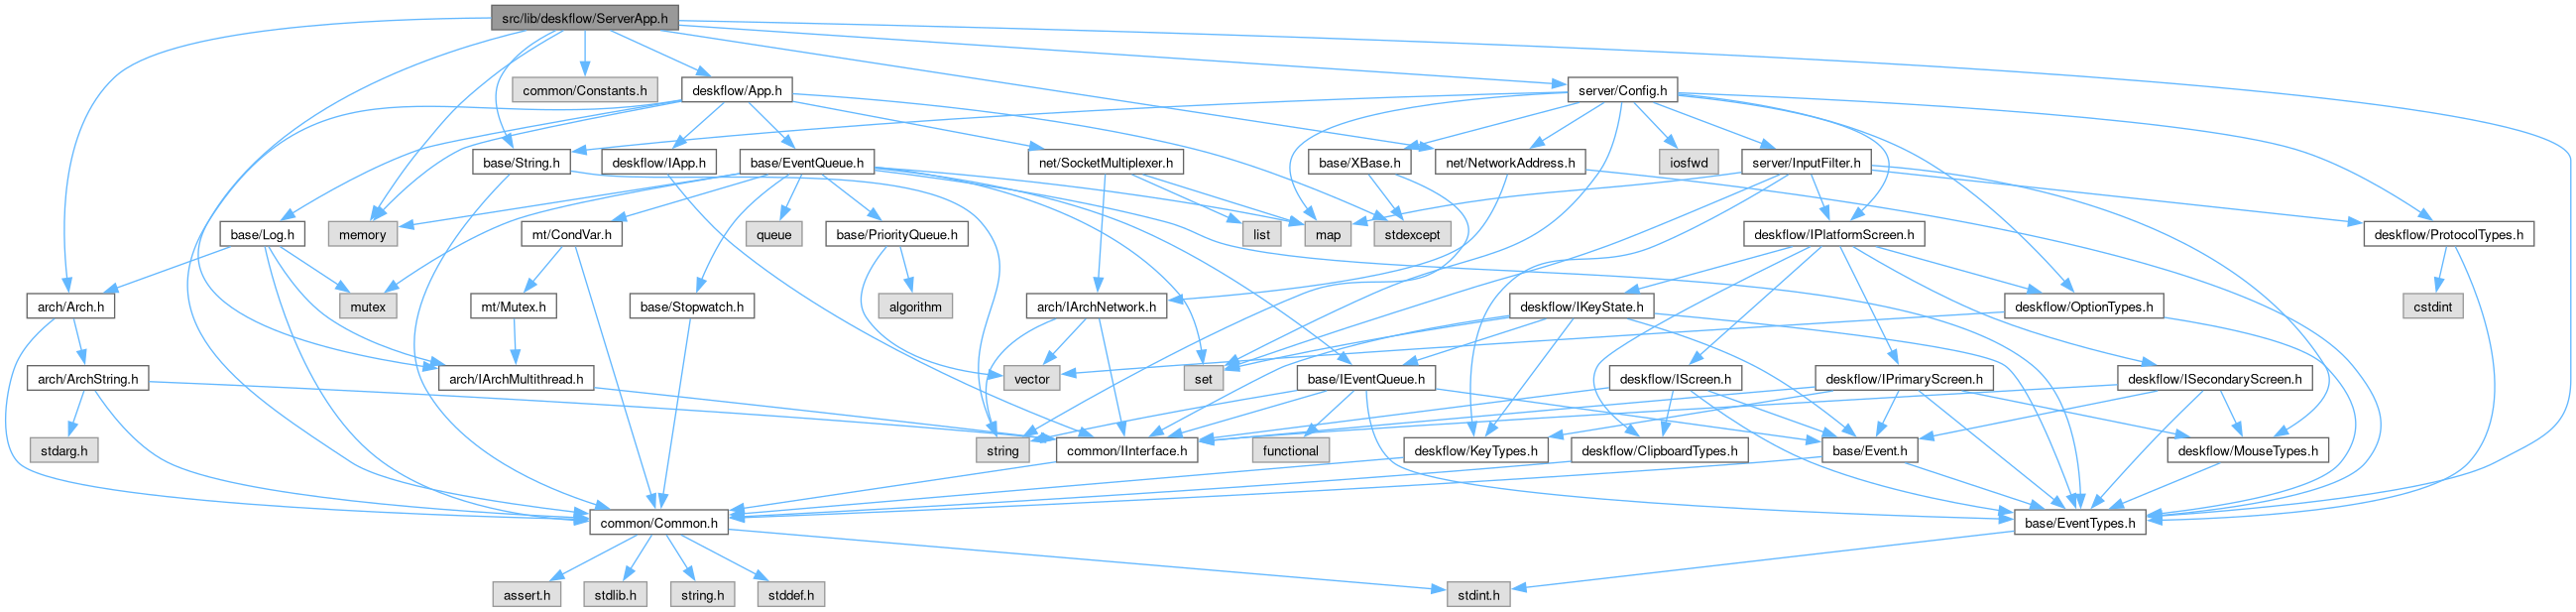 src/lib/deskflow/ServerApp.h
common/Constants.h
deskflow/App.h
server/Config.h
base/String.h
deskflow/IApp.h
base/EventQueue.h
net/SocketMultiplexer.h
base/XBase.h
net/NetworkAddress.h
iosfwd
server/InputFilter.h
base/Log.h
memory
mt/CondVar.h
queue
base/PriorityQueue.h
list
map
stdexcept
deskflow/IPlatformScreen.h
deskflow/ProtocolTypes.h
arch/Arch.h
mutex
mt/Mutex.h
base/Stopwatch.h
algorithm
arch/IArchNetwork.h
deskflow/IKeyState.h
deskflow/OptionTypes.h
cstdint
arch/ArchString.h
arch/IArchMultithread.h
vector
set
base/IEventQueue.h
deskflow/IScreen.h
deskflow/IPrimaryScreen.h
deskflow/ISecondaryScreen.h
stdarg.h
string
common/IInterface.h
functional
deskflow/KeyTypes.h
deskflow/ClipboardTypes.h
base/Event.h
deskflow/MouseTypes.h
common/Common.h
base/EventTypes.h
assert.h
stdlib.h
string.h
stddef.h
stdint.h